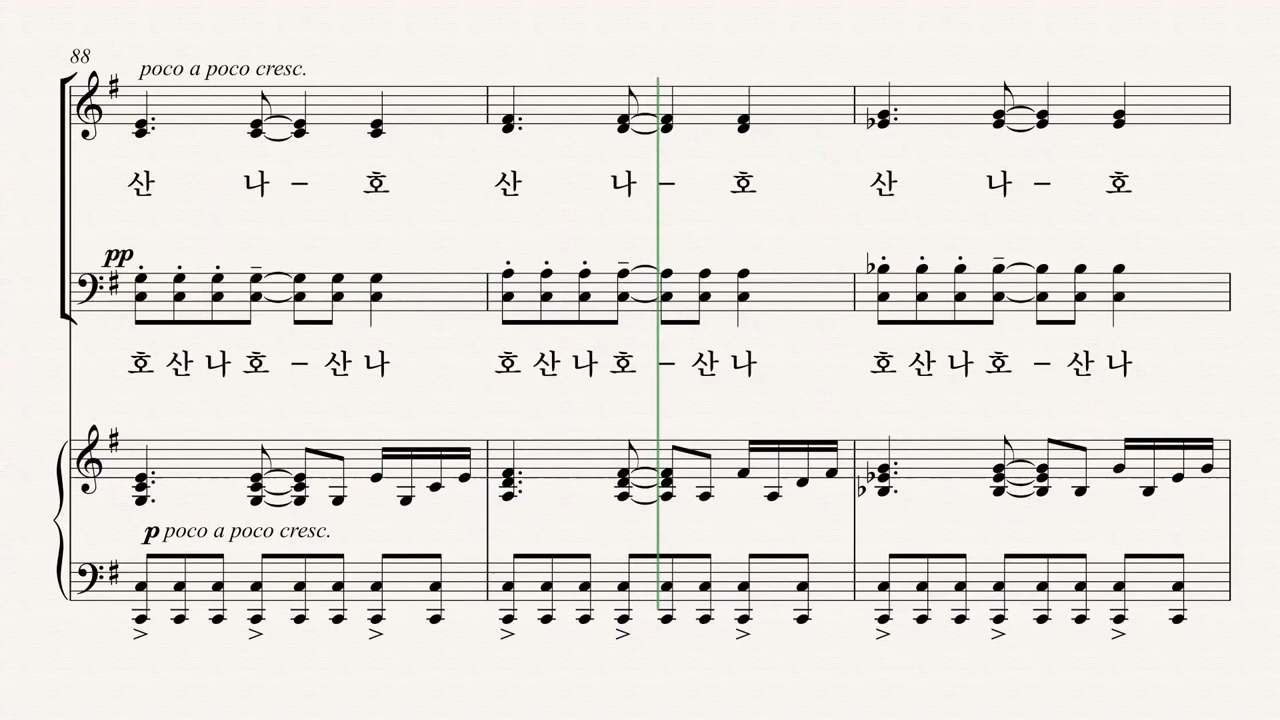 88
poco a poco cresc.
산 나 – 호 산 나 – 호 산 나 – 호
pp
호 산 나 호 – 산 나 호 산 나 호 – 산 나 호 산 나 호 – 산 나
p poco a poco cresc.